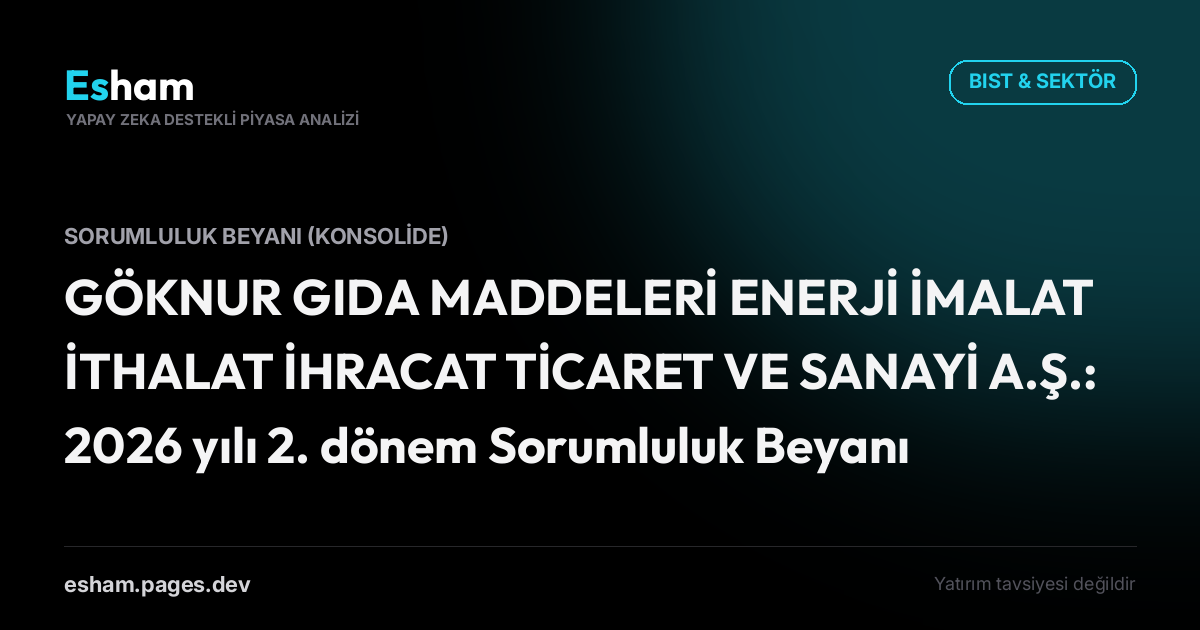 Esham
BIST & SEKTÖR
YAPAY ZEKA DESTEKLİ PİYASA ANALİZİ
SORUMLULUK BEYANI (KONSOLİDE)
GÖKNUR GIDA MADDELERİ ENERJİ İMALAT
İTHALAT İHRACAT TİCARET VE SANAYİ A.Ş.:
2026 yılı 2. dönem Sorumluluk Beyanı
esham.pages.dev
Yatırım tavsiyesi değildir